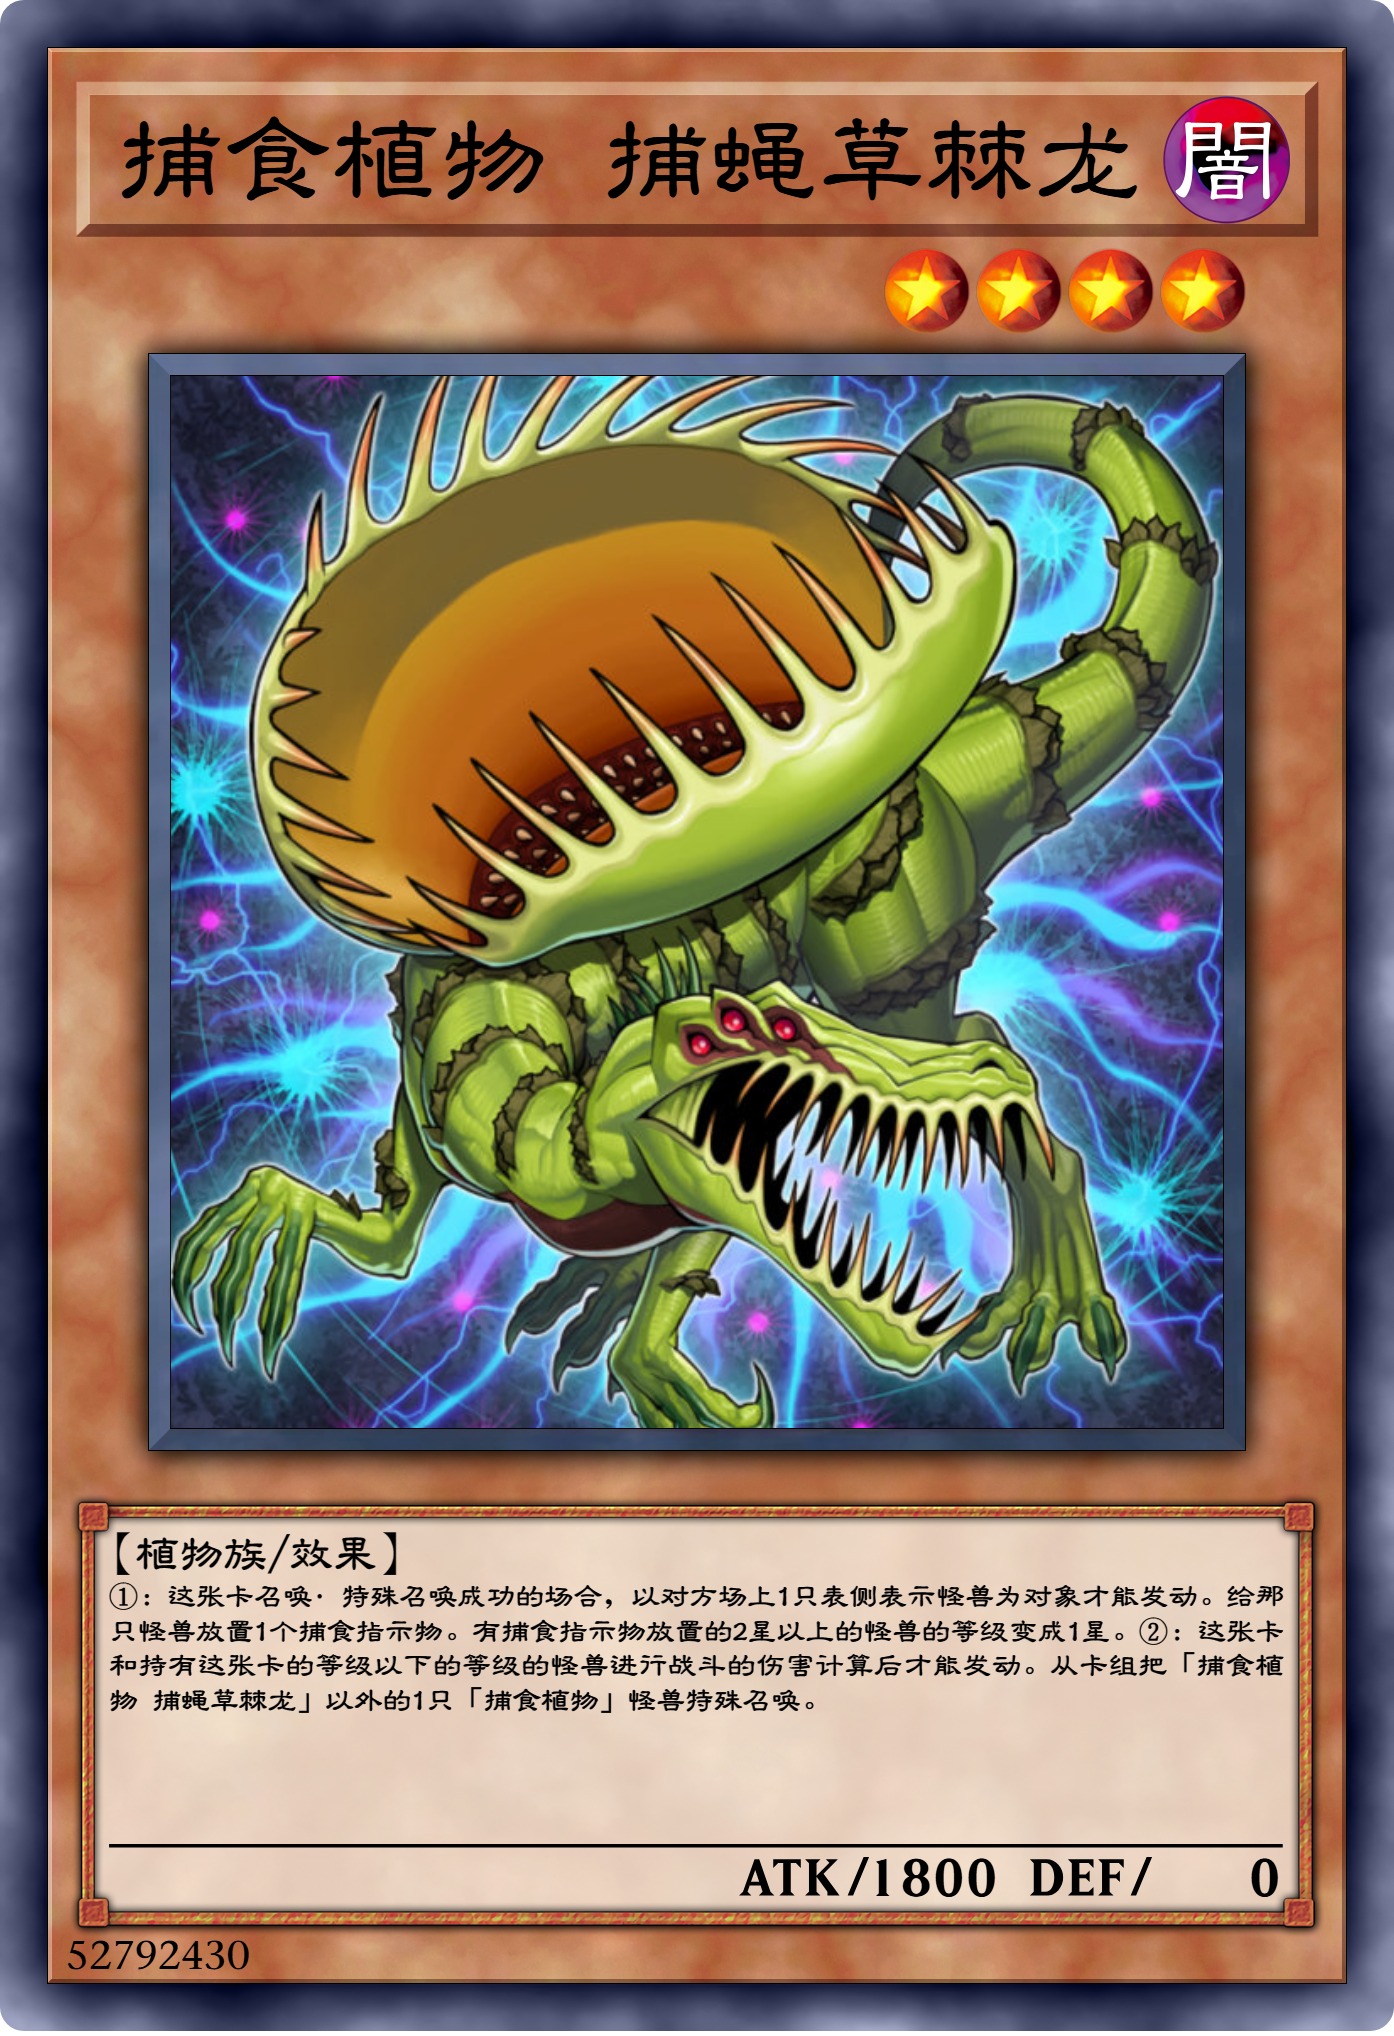 捕食植物 捕蝇草棘龙
闇
【植物族/效果】
①：这张卡召唤·特殊召唤成功的场合，以对方场上1只表侧表示怪兽为对象才能发动。给那
只怪兽放置1个捕食指示物。有捕食指示物放置的2星以上的怪兽的等级变成1星。②：这张卡
和持有这张卡的等级以下的等级的怪兽进行战斗的伤害计算后才能发动。从卡组把「捕食植
物 捕蝇草棘龙」以外的1只「捕食植物」怪兽特殊召唤。
ATK/1800 DEF/ 0
52792430